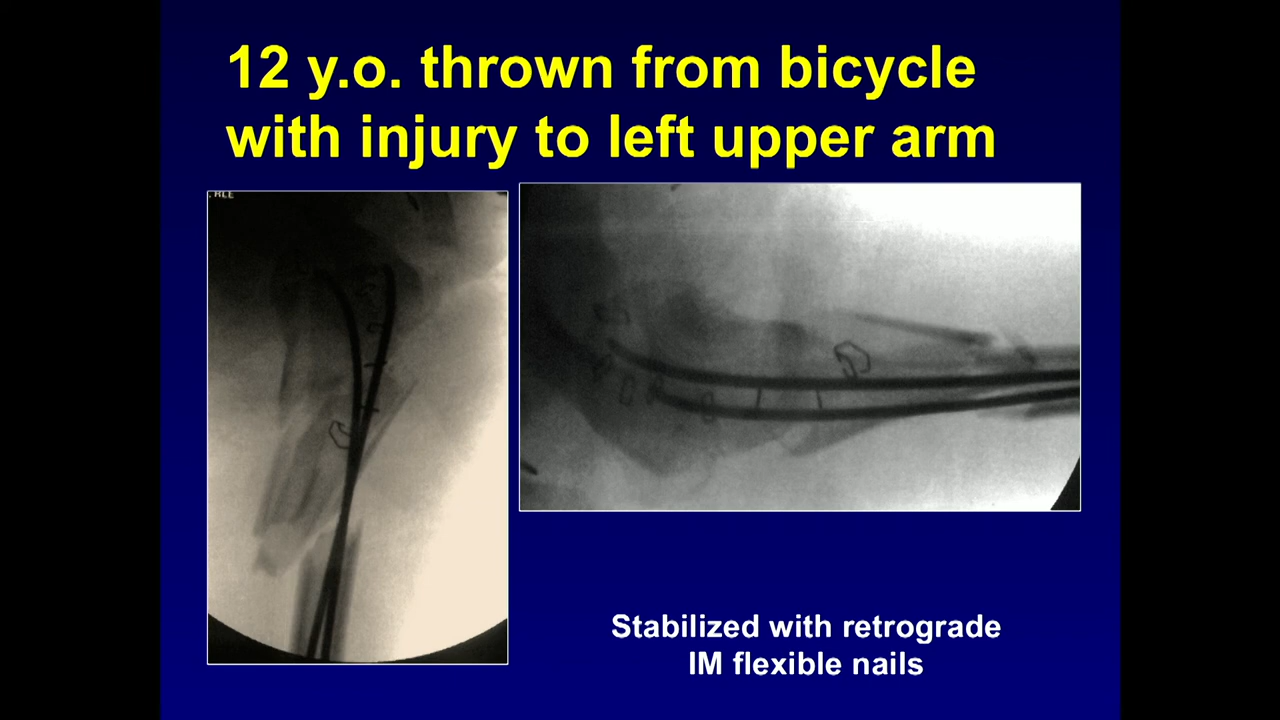 12 y.o. thrown from bicycle
with injury to left upper arm
Stabilized with retrograde
IM flexible nails